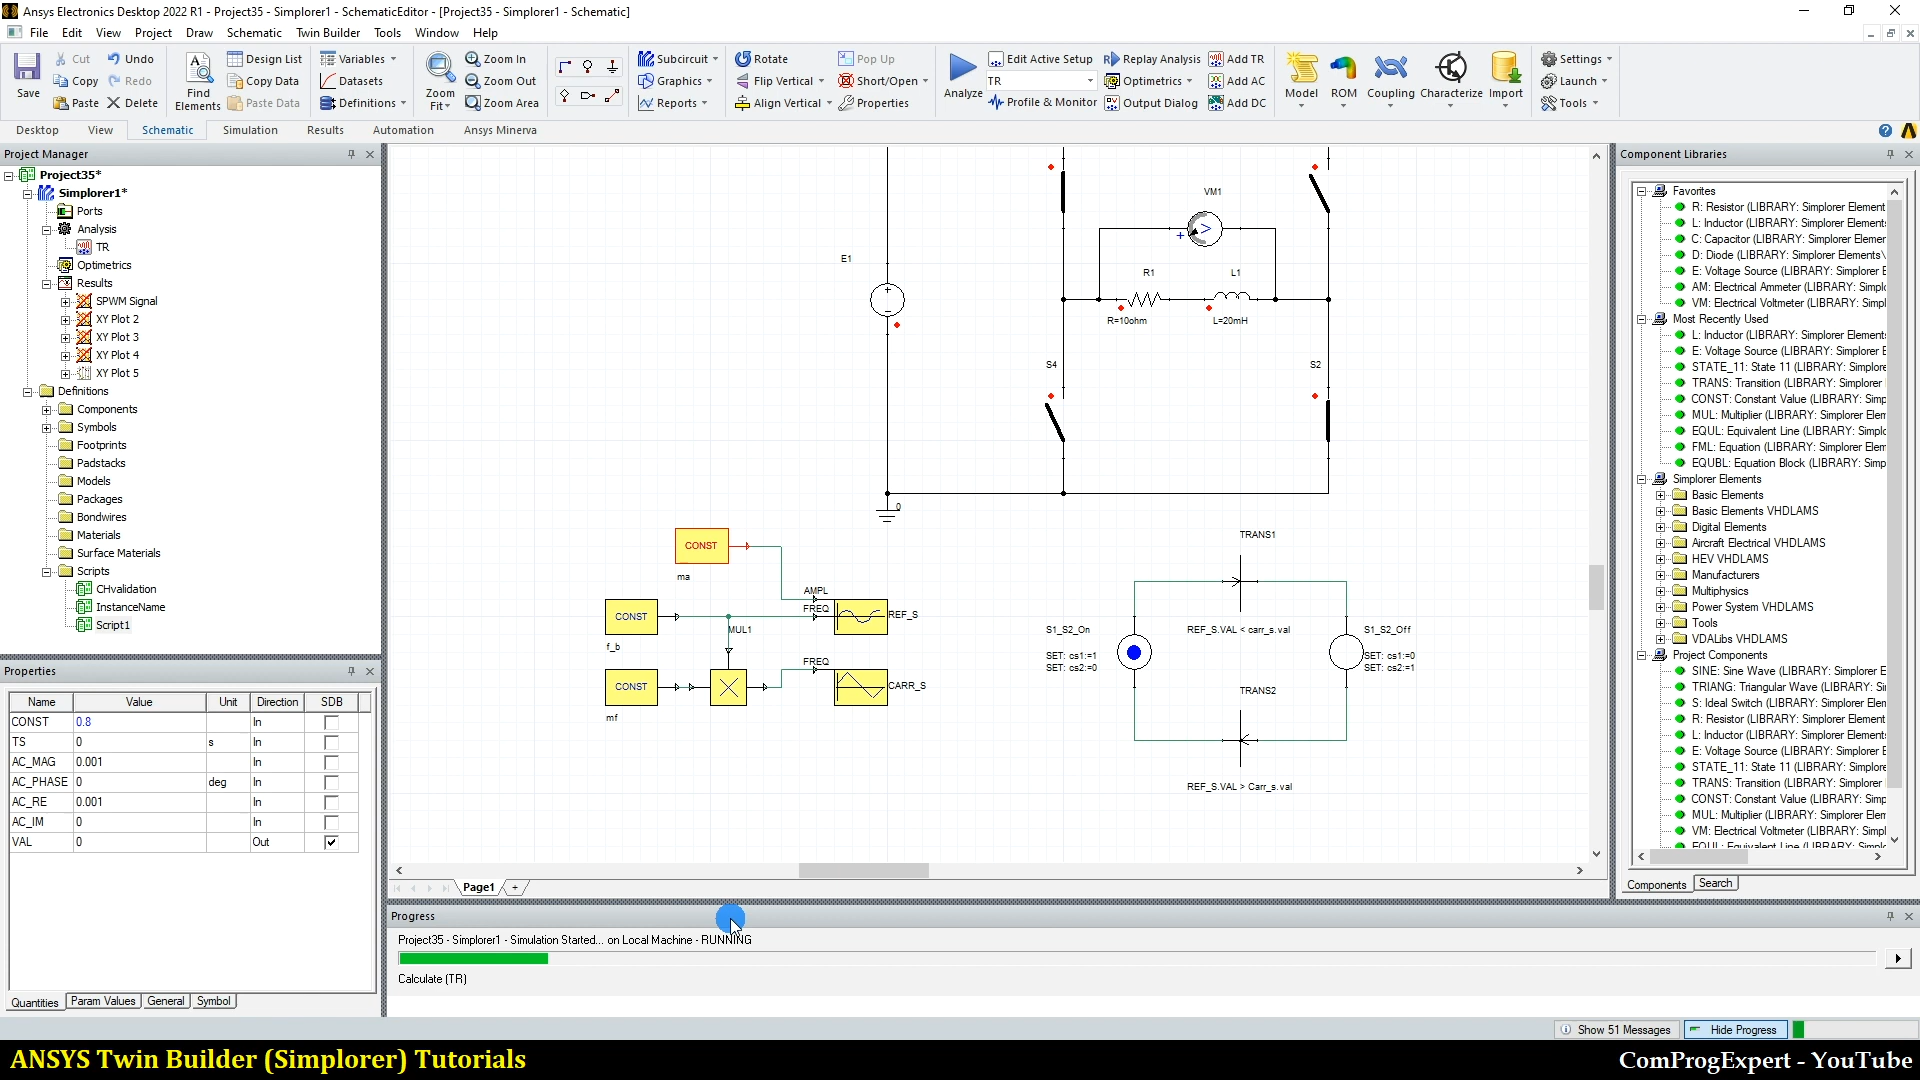 Ansys Electronics Desktop 2022 R1 - Project35 - Simplorer1 - SchematicEditor - [Project35 - Simplorer1 - Schematic]
File Edit View Project Draw Schematic Twin Builder Tools Window Help
Save
Cut
Copy
Paste
Undo
Redo
Delete
Find
Elements
Design List
Copy Data
Paste Data
Variables
Datasets
Definitions
Zoom
Fit
Zoom In
Zoom Out
Zoom Area
Subcircuit
Graphics
Reports
Rotate
Flip Vertical
Align Vertical
Pop Up
Short/Open
Properties
Analyze
Edit Active Setup
TR
Profile & Monitor
Replay Analysis
Optimetrics
Output Dialog
Add TR
Add AC
Add DC
Model
ROM
Coupling
Characterize
Import
Settings
Launch
Tools
Desktop View Schematic Simulation Results Automation Ansys Minerva
Project Manager
Project35*
Simplorer1*
Ports
Analysis
TR
Optimetrics
Results
SPWM Signal
XY Plot 2
XY Plot 3
XY Plot 4
XY Plot 5
Definitions
Components
Symbols
Footprints
Padstacks
Models
Packages
Bondwires
Materials
Surface Materials
Scripts
CHvalidation
InstanceName
Script1
Properties
Name Value Unit Direction SDB
CONST 0.8 In
TS 0 s In
AC_MAG 0.001 In
AC_PHASE 0 deg In
AC_RE 0.001 In
AC_IM 0 In
VAL 0 Out
Quantities Param Values General Symbol
VM1
E1
R1
L1
R=10ohm
L=20mH
S4
S2
0
CONST
ma
AMPL
FREQ
REF_S
CONST
f_b
MUL1
FREQ
CONST
CARR_S
mf
TRANS1
S1_S2_On
REF_S.VAL < carr_s.val
S1_S2_Off
SET: cs1:=1
SET: cs2:=0
SET: cs1:=0
SET: cs2:=1
TRANS2
REF_S.VAL > Carr_s.val
Page1 +
Progress
Project35 - Simplorer1 - Simulation Started... on Local Machine - RUNNING
Calculate (TR)
Component Libraries
Favorites
R: Resistor (LIBRARY: Simplorer Element
L: Inductor (LIBRARY: Simplorer Element
C: Capacitor (LIBRARY: Simplorer Elemer
D: Diode (LIBRARY: Simplorer Elements\
E: Voltage Source (LIBRARY: Simplorer E
AM: Electrical Ammeter (LIBRARY: Simplo
VM: Electrical Voltmeter (LIBRARY: Simpl
Most Recently Used
L: Inductor (LIBRARY: Simplorer Element
E: Voltage Source (LIBRARY: Simplorer E
STATE_11: State 11 (LIBRARY: Simplore
TRANS: Transition (LIBRARY: Simplorer
CONST: Constant Value (LIBRARY: Simp
MUL: Multiplier (LIBRARY: Simplorer Elem
EQUL: Equivalent Line (LIBRARY: Simplo
FML: Equation (LIBRARY: Simplorer Elem
EQUBL: Equation Block (LIBRARY: Simp
Simplorer Elements
Basic Elements
Basic Elements VHDLAMS
Digital Elements
Aircraft Electrical VHDLAMS
HEV VHDLAMS
Manufacturers
Multiphysics
Power System VHDLAMS
Tools
VDALibs VHDLAMS
Project Components
SINE: Sine Wave (LIBRARY: Simplorer E
TRIANG: Triangular Wave (LIBRARY: Si
S: Ideal Switch (LIBRARY: Simplorer Elem
R: Resistor (LIBRARY: Simplorer Element
L: Inductor (LIBRARY: Simplorer Element
E: Voltage Source (LIBRARY: Simplorer E
STATE_11: State 11 (LIBRARY: Simplore
TRANS: Transition (LIBRARY: Simplorer
CONST: Constant Value (LIBRARY: Simp
MUL: Multiplier (LIBRARY: Simplorer Elem
VM: Electrical Voltmeter (LIBRARY: Simpl
EQUL: Equivalent Line (LIBRARY: Simplo
Components Search
Show 51 Messages Hide Progress
ANSYS Twin Builder (Simplorer) Tutorials
ComProgExpert - YouTube